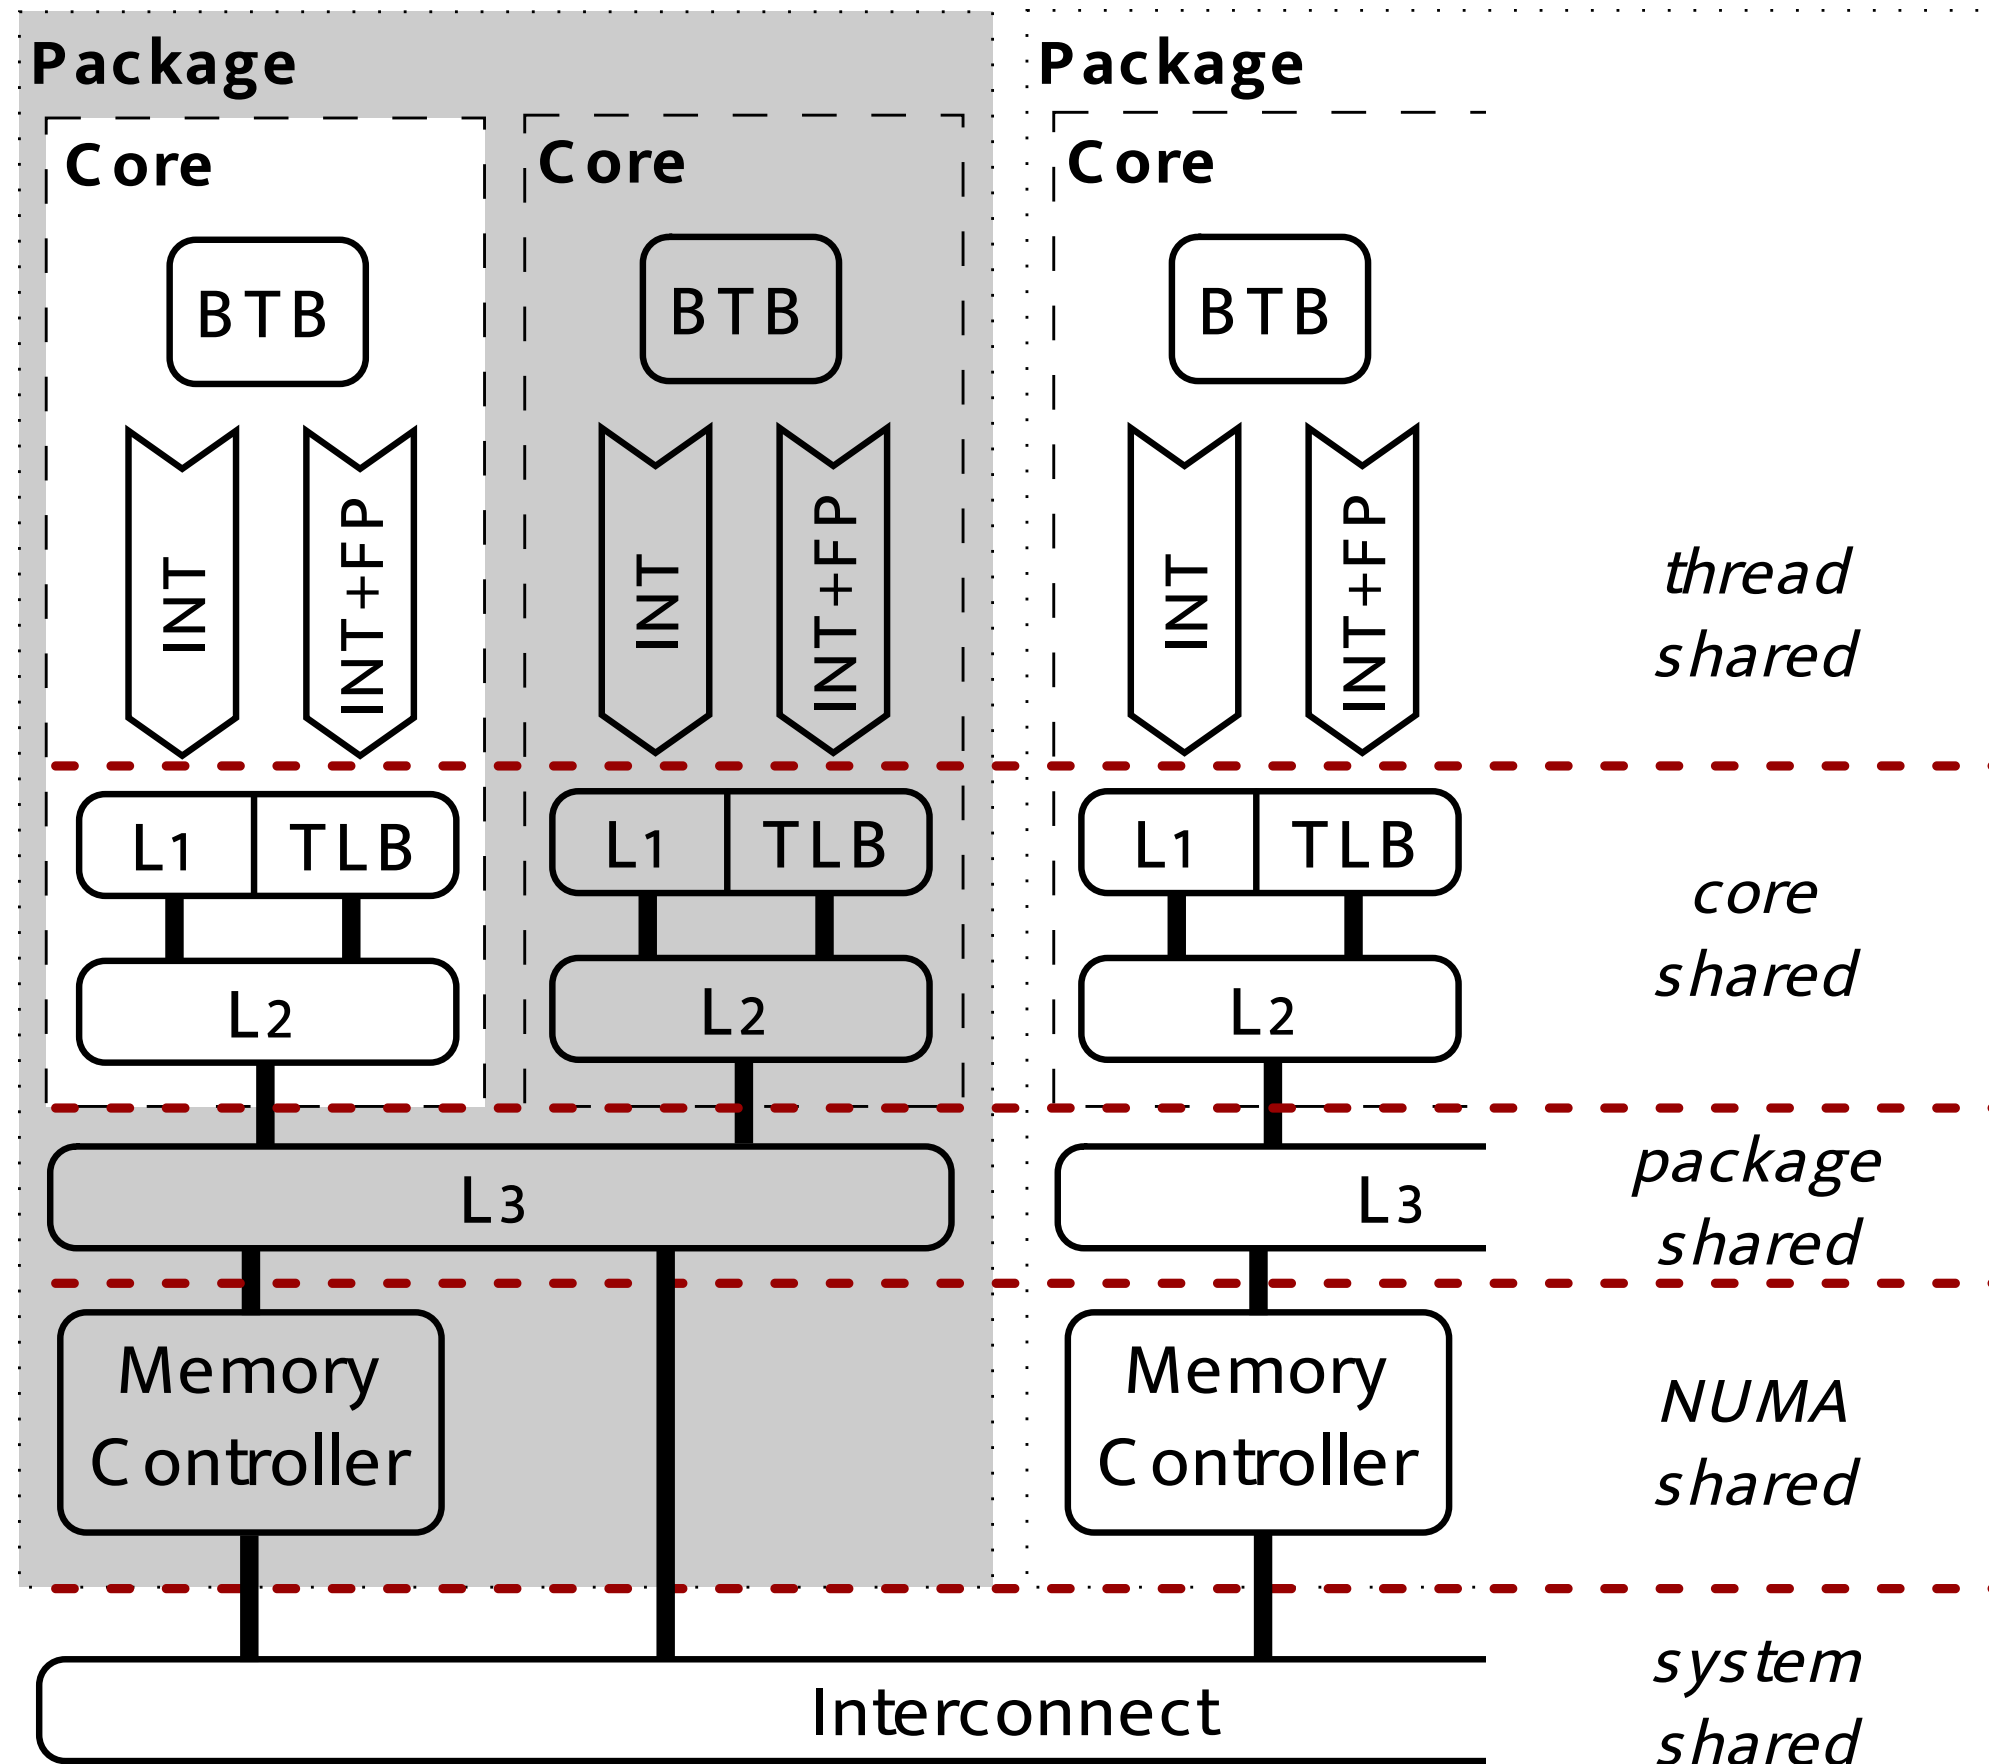 Package
Package
Core
Core
Core
BTB
BTB
BTB
INT
INT+FP
INT
INT+FP
INT
INT+FP
thread
shared
L1
TLB
L1
TLB
L1
TLB
core
shared
L2
L2
L2
L3
L3
package
shared
Memory
Controller
Memory
Controller
NUMA
shared
Interconnect
system
shared